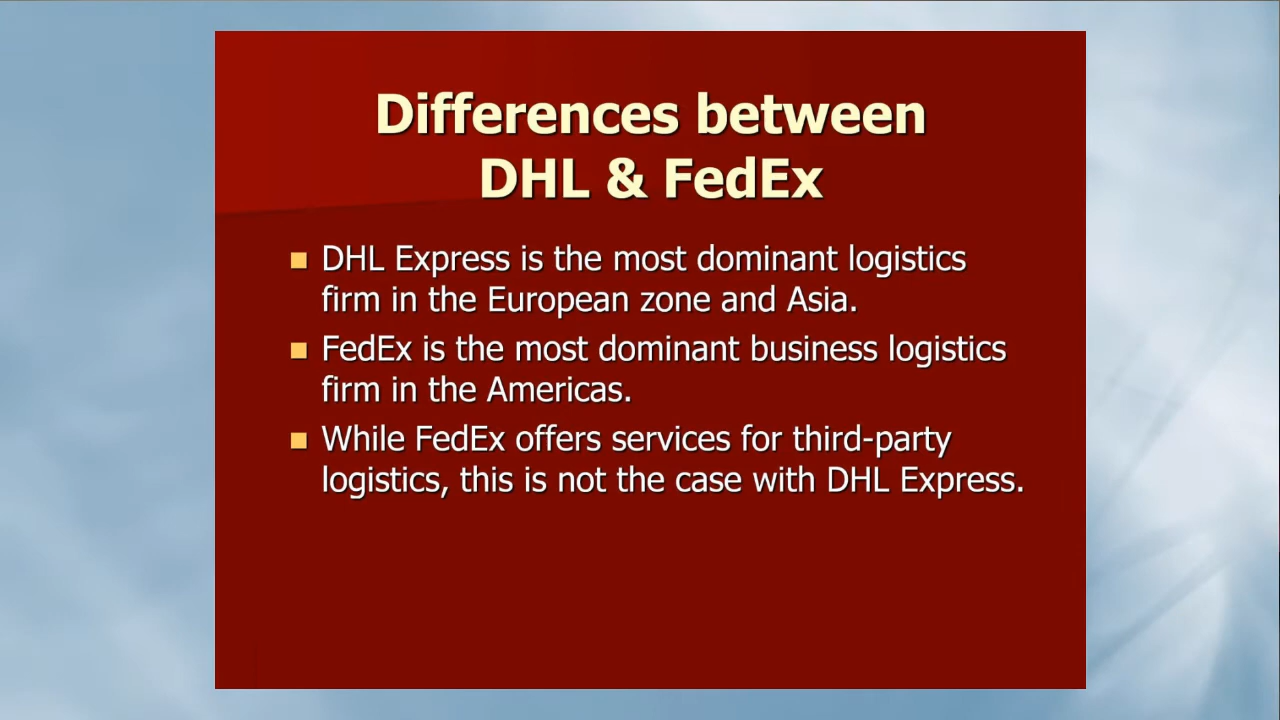 Differences between
DHL & FedEx
DHL Express is the most dominant logistics
firm in the European zone and Asia.
FedEx is the most dominant business logistics
firm in the Americas.
While FedEx offers services for third-party
logistics, this is not the case with DHL Express.